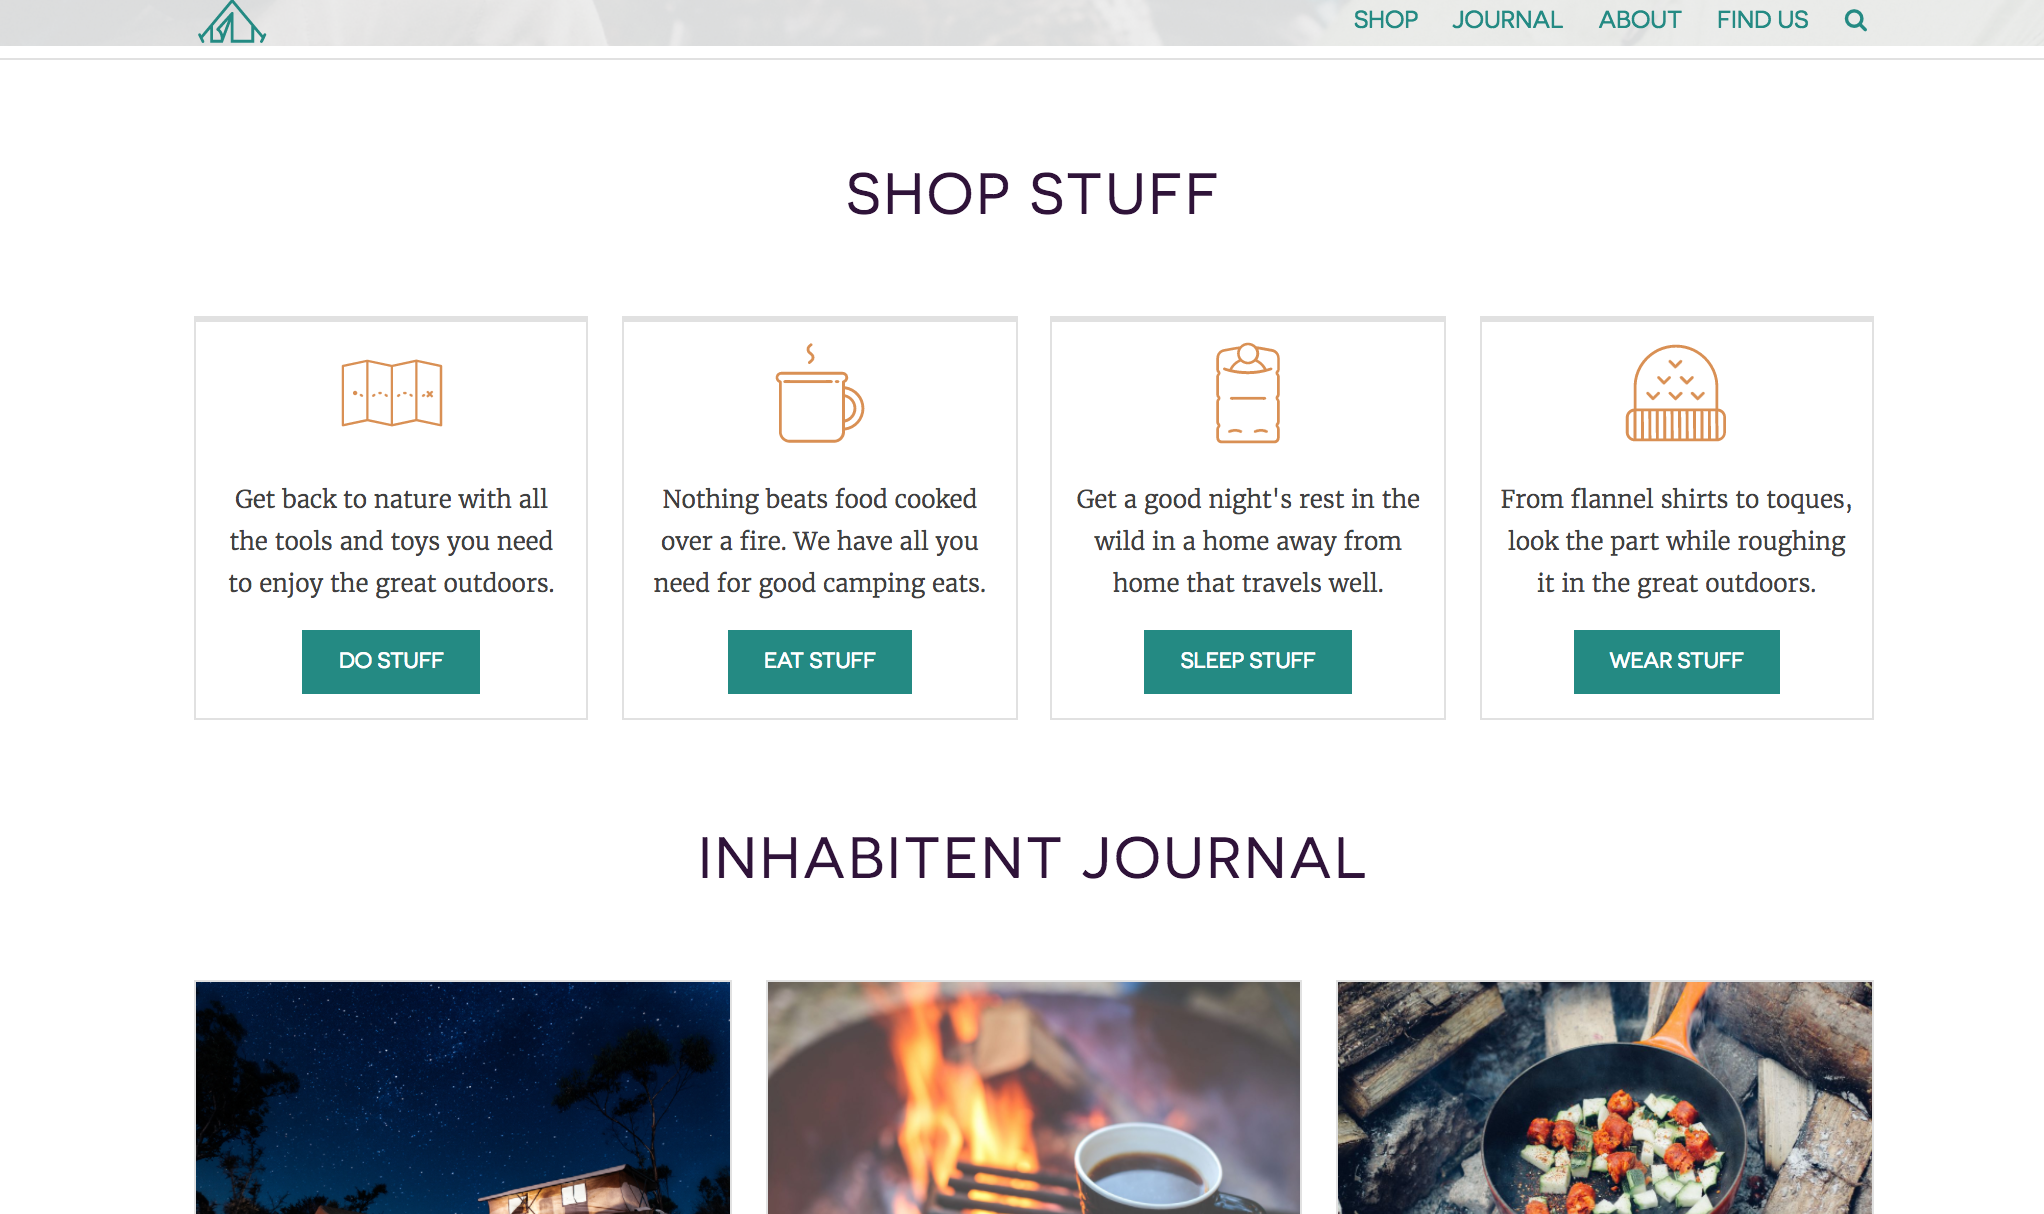 SHOP JOURNAL ABOUT FIND US
SHOP STUFF
Get back to nature with all
the tools and toys you need
to enjoy the great outdoors.
DO STUFF
Nothing beats food cooked
over a fire. We have all you
need for good camping eats.
EAT STUFF
Get a good night's rest in the
wild in a home away from
home that travels well.
SLEEP STUFF
From flannel shirts to toques,
look the part while roughing
it in the great outdoors.
WEAR STUFF
INHABITENT JOURNAL